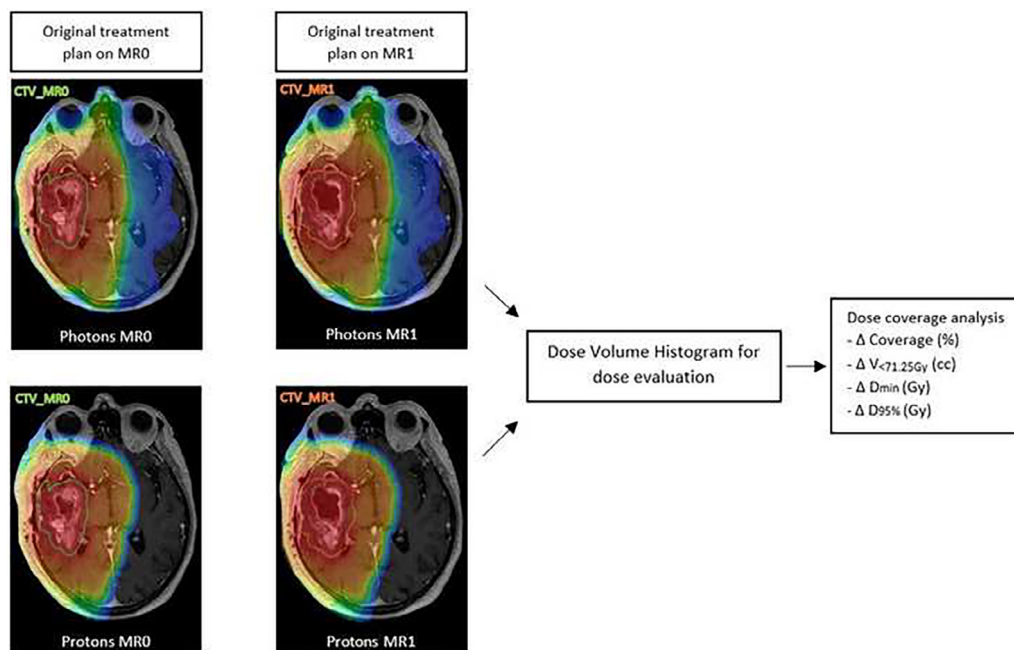 Original treatment
plan on MR0
Original treatment
plan on MR1
CTV_MR0
Photons MR0
CTV_MR1
Photons MR1
CTV_MR0
Protons MR0
CTV_MR1
Protons MR1
Dose Volume Histogram for
dose evaluation
Dose coverage analysis
- Δ Coverage (%)
- Δ V<71.25Gy (cc)
- Δ Dmin (Gy)
- Δ D95% (Gy)